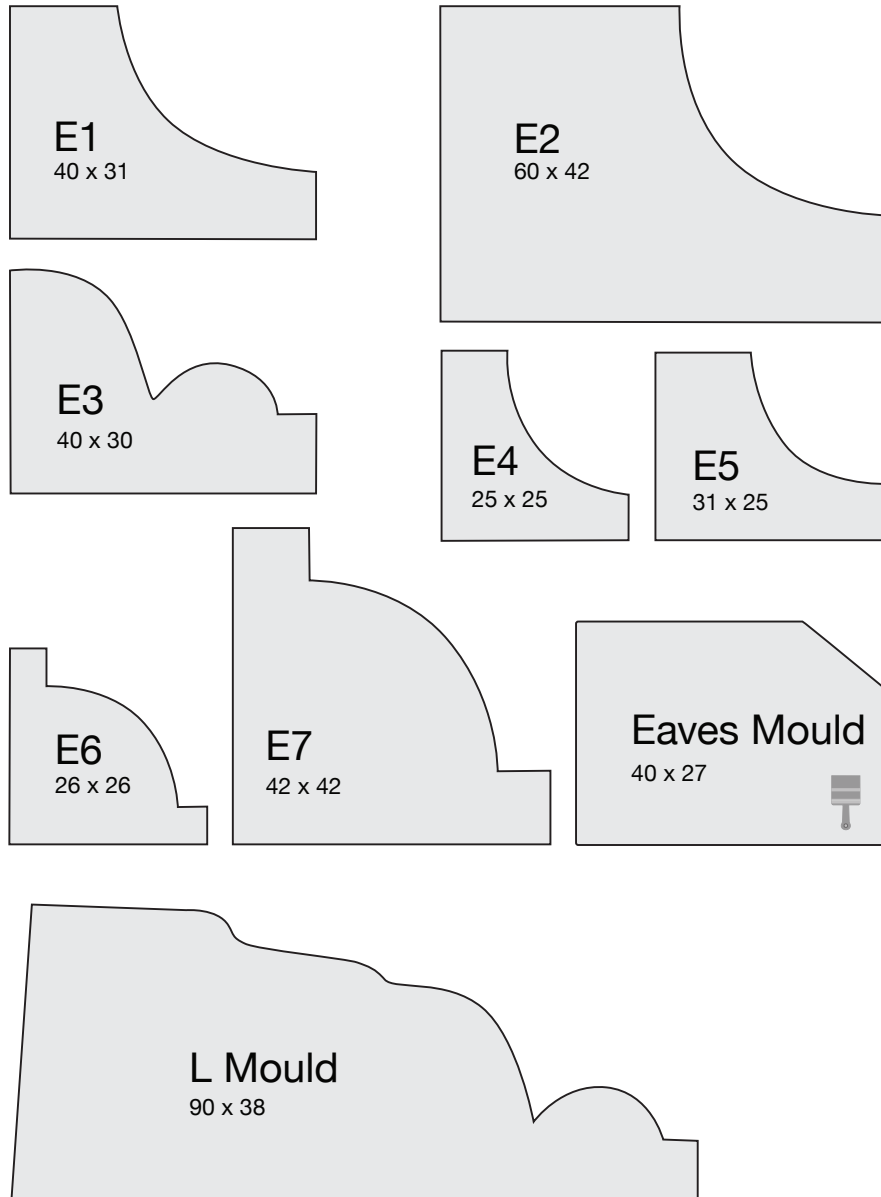 E1
40 x 31
E2
60 x 42
E3
40 x 30
E4
25 x 25
E5
31 x 25
E6
26 x 26
E7
42 x 42
Eaves Mould
40 x 27
L Mould
90 x 38